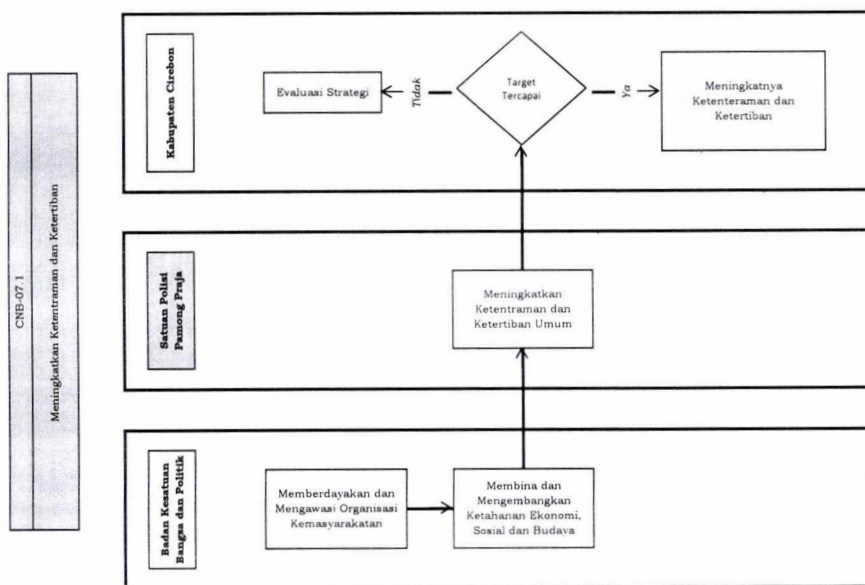 CNB-07.1
Meningkatkan Ketentraman dan Ketertiban
Kabupaten Cirebon
Evaluasi Strategi
Tidak
Target
Tercapai
Ya
Meningkatnya
Ketenteraman dan
Ketertiban
Satuan Polisi
Pamong Praja
Meningkatkan
Ketentraman dan
Ketertiban Umum
Badan Kesatuan
Bangsa dan Politik
Memberdayakan dan
Mengawasi Organisasi
Kemasyarakatan
Membina dan
Mengembangkan
Ketahanan Ekonomi,
Sosial dan Budaya